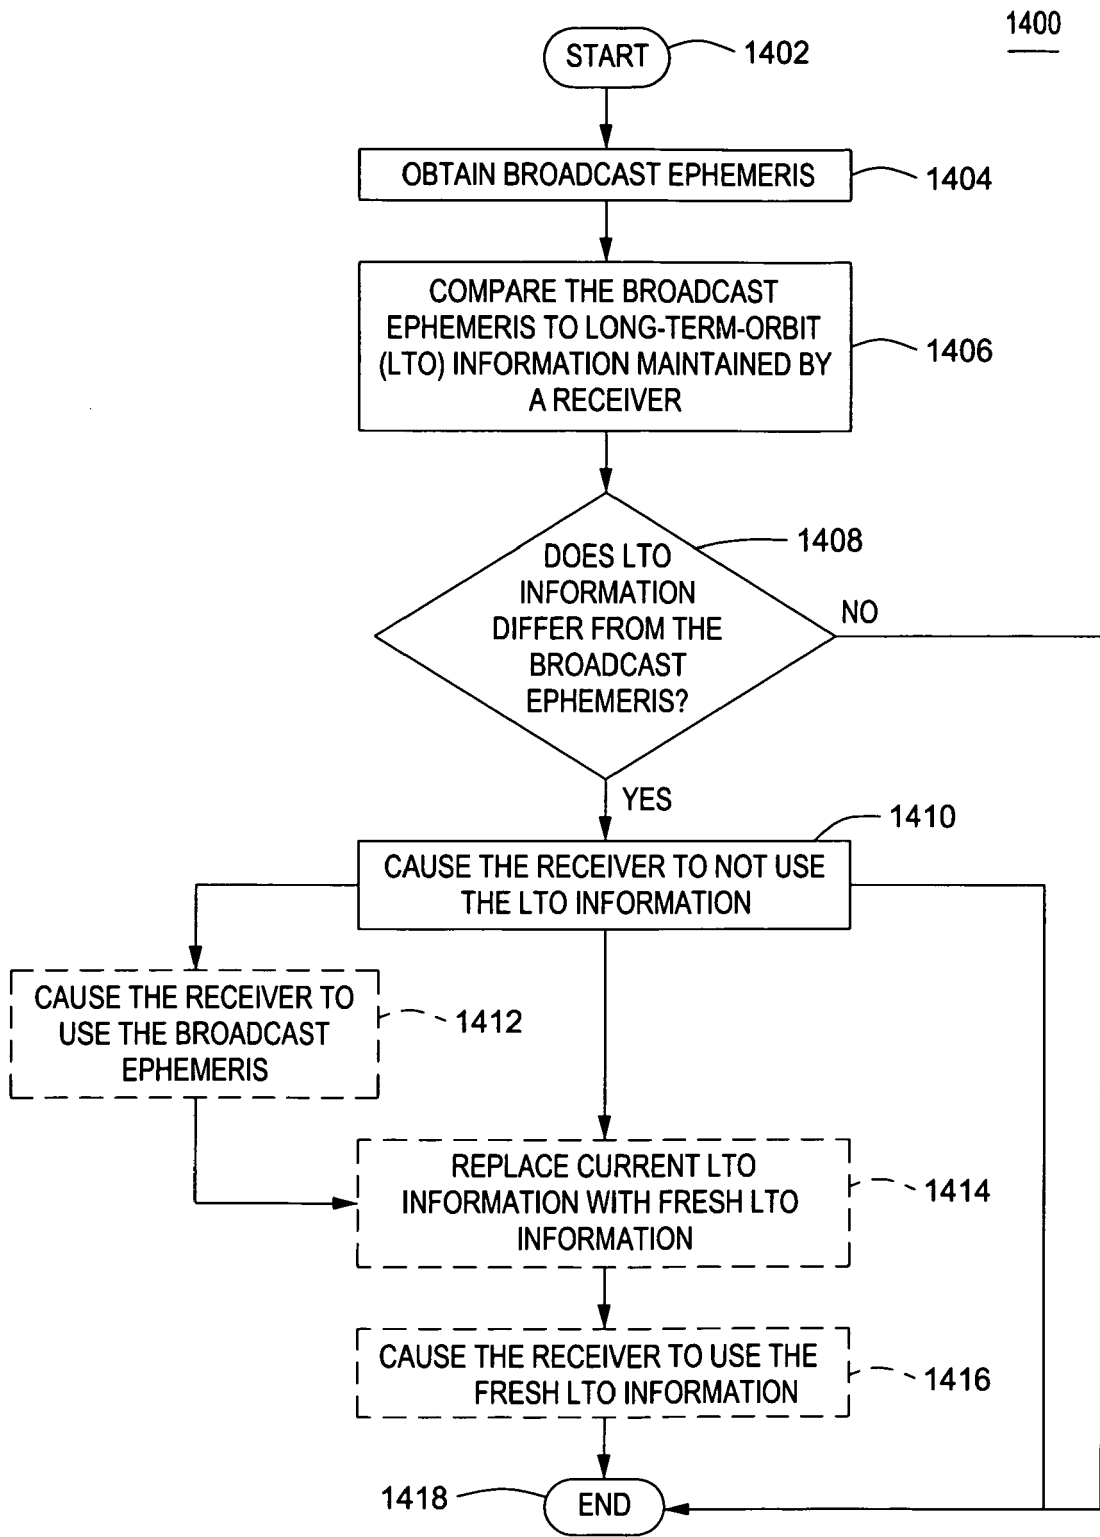 1400
START
1402
OBTAIN BROADCAST EPHEMERIS
1404
COMPARE THE BROADCAST
EPHEMERIS TO LONG-TERM-ORBIT
(LTO) INFORMATION MAINTAINED BY
A RECEIVER
1406
DOES LTO
INFORMATION
DIFFER FROM THE
BROADCAST
EPHEMERIS?
1408
NO
YES
1410
CAUSE THE RECEIVER TO NOT USE
THE LTO INFORMATION
CAUSE THE RECEIVER TO
USE THE BROADCAST
EPHEMERIS
1412
REPLACE CURRENT LTO
INFORMATION WITH FRESH LTO
INFORMATION
1414
CAUSE THE RECEIVER TO USE THE
FRESH LTO INFORMATION
1416
1418
END